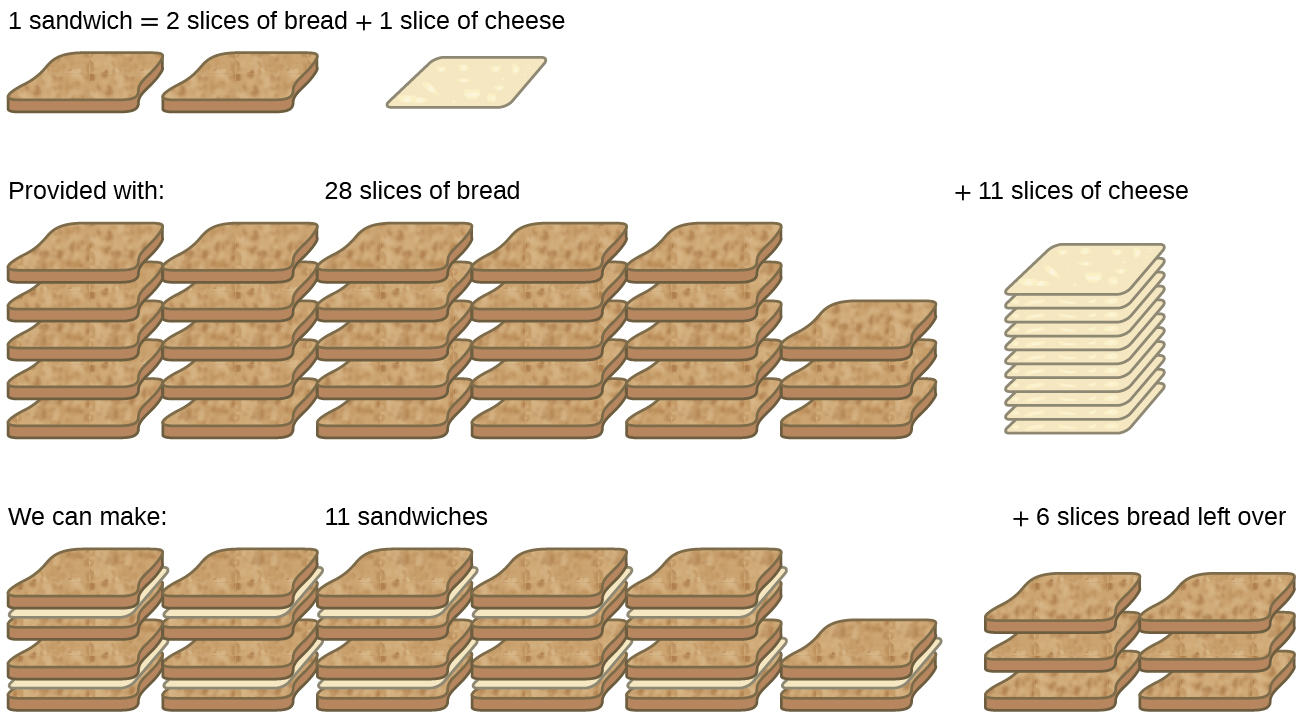 1 sandwich = 2 slices of bread + 1 slice of cheese
Provided with: 28 slices of bread + 11 slices of cheese
We can make: 11 sandwiches + 6 slices bread left over